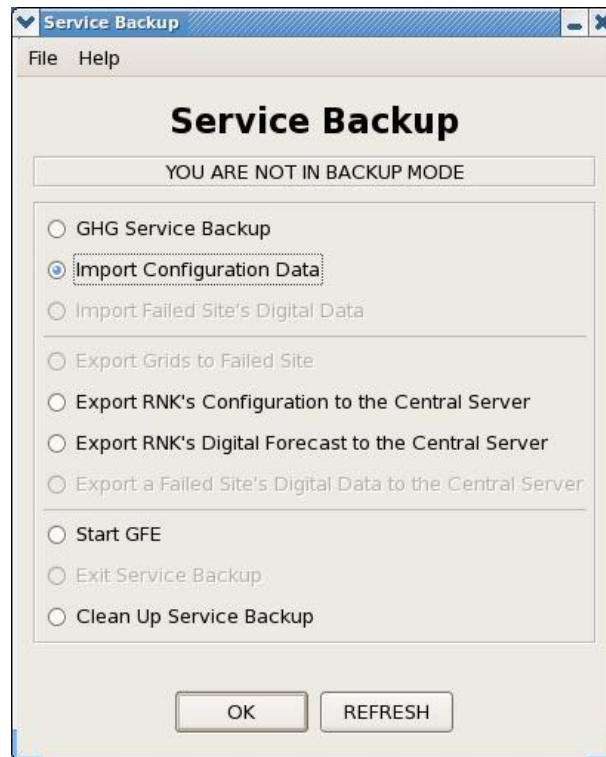 Service Backup
File Help
Service Backup
YOU ARE NOT IN BACKUP MODE
GHG Service Backup
Import Configuration Data
Import Failed Site's Digital Data
Export Grids to Failed Site
Export RNK's Configuration to the Central Server
Export RNK's Digital Forecast to the Central Server
Export a Failed Site's Digital Data to the Central Server
Start GFE
Exit Service Backup
Clean Up Service Backup
OK REFRESH